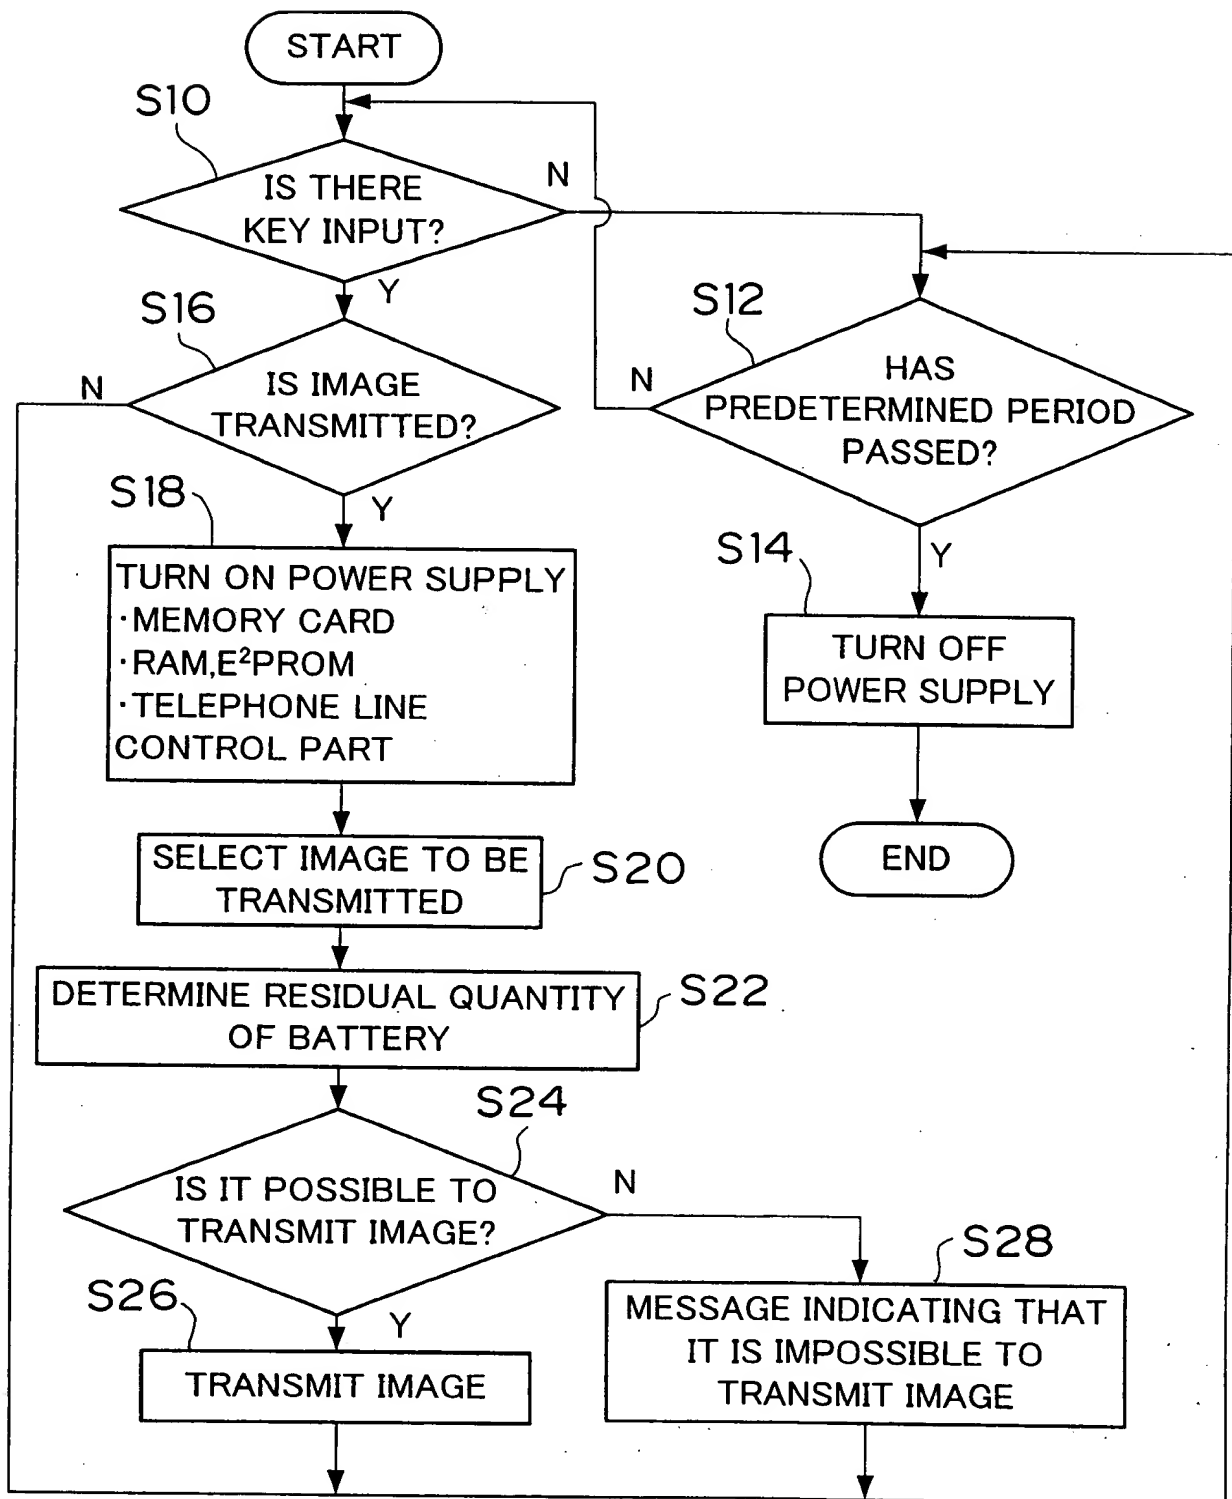 START
S10
IS THERE
KEY INPUT?
N
Y
S16
IS IMAGE
TRANSMITTED?
N
Y
S12
HAS
PREDETERMINED PERIOD
PASSED?
N
Y
S14
TURN OFF
POWER SUPPLY
END
S18
TURN ON POWER SUPPLY
·MEMORY CARD
·RAM,E²PROM
·TELEPHONE LINE
CONTROL PART
SELECT IMAGE TO BE
TRANSMITTED
S20
DETERMINE RESIDUAL QUANTITY
OF BATTERY
S22
S24
IS IT POSSIBLE TO
TRANSMIT IMAGE?
N
Y
S26
TRANSMIT IMAGE
S28
MESSAGE INDICATING THAT
IT IS IMPOSSIBLE TO
TRANSMIT IMAGE